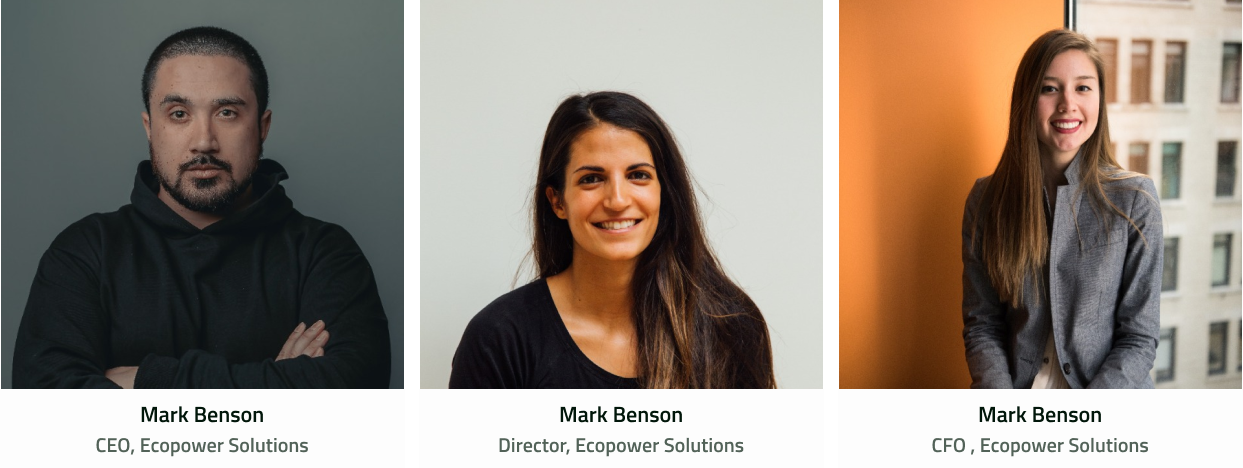 Mark Benson
CEO, Ecopower Solutions
Mark Benson
Director, Ecopower Solutions
Mark Benson
CFO , Ecopower Solutions